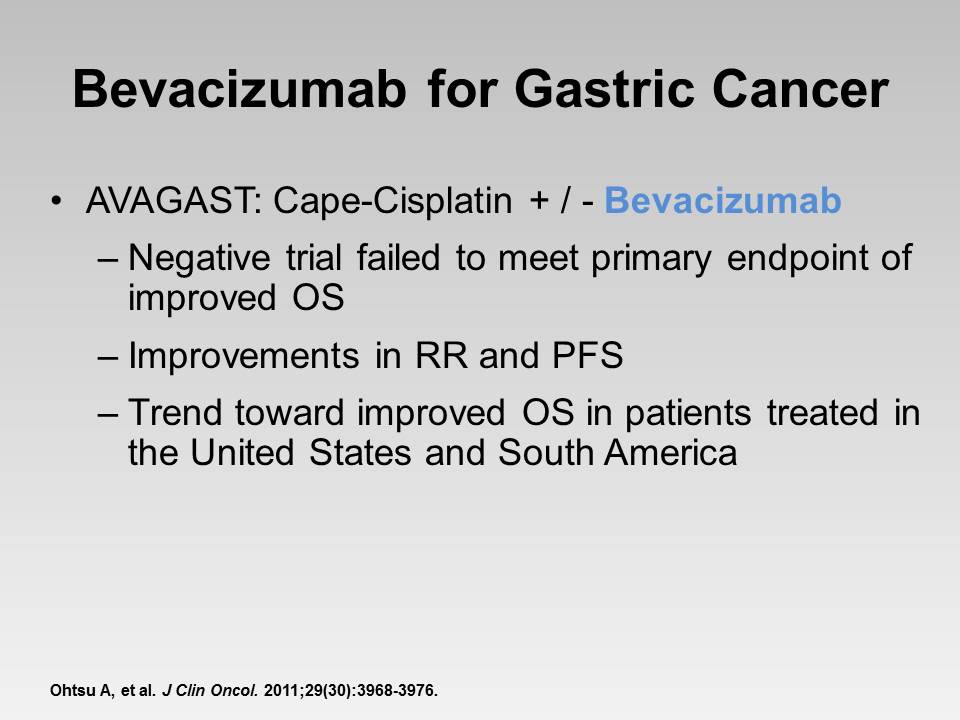 Bevacizumab for Gastric Cancer
• AVAGAST: Cape-Cisplatin + / - Bevacizumab
– Negative trial failed to meet primary endpoint of
improved OS
– Improvements in RR and PFS
– Trend toward improved OS in patients treated in
the United States and South America
Ohtsu A, et al. J Clin Oncol. 2011;29(30):3968-3976.